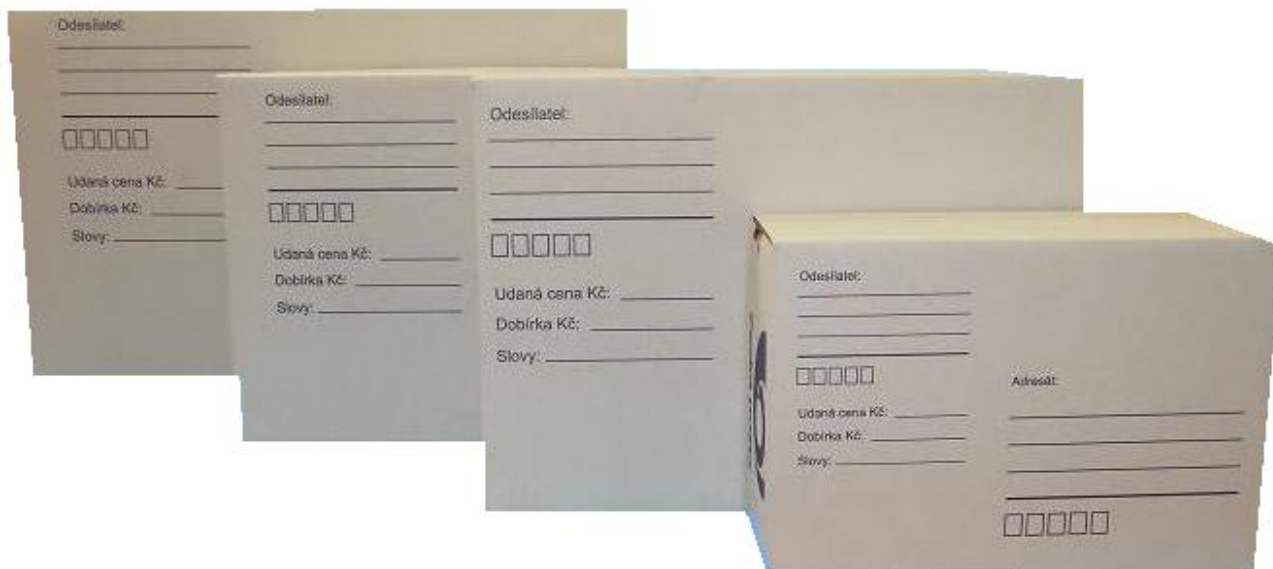 Odesílatel:
Udaná cena Kč:
Dobírka Kč:
Slovy:
Odesílatel:
Udaná cena Kč:
Dobírka Kč:
Slovy:
Odesílatel:
Udaná cena Kč:
Dobírka Kč:
Slovy:
Odesílatel:
Udaná cena Kč:
Dobírka Kč:
Slovy:
Adresát: